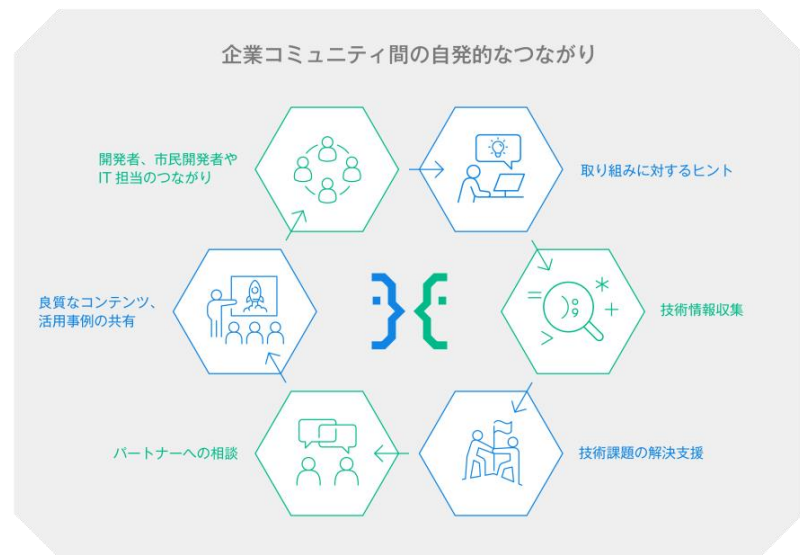 企業コミュニティ間の自発的なつながり
開発者、市民開発者や
IT 担当のつながり
取り組みに対するヒント
良質なコンテンツ、
活用事例の共有
技術情報収集
パートナーへの相談
技術課題の解決支援